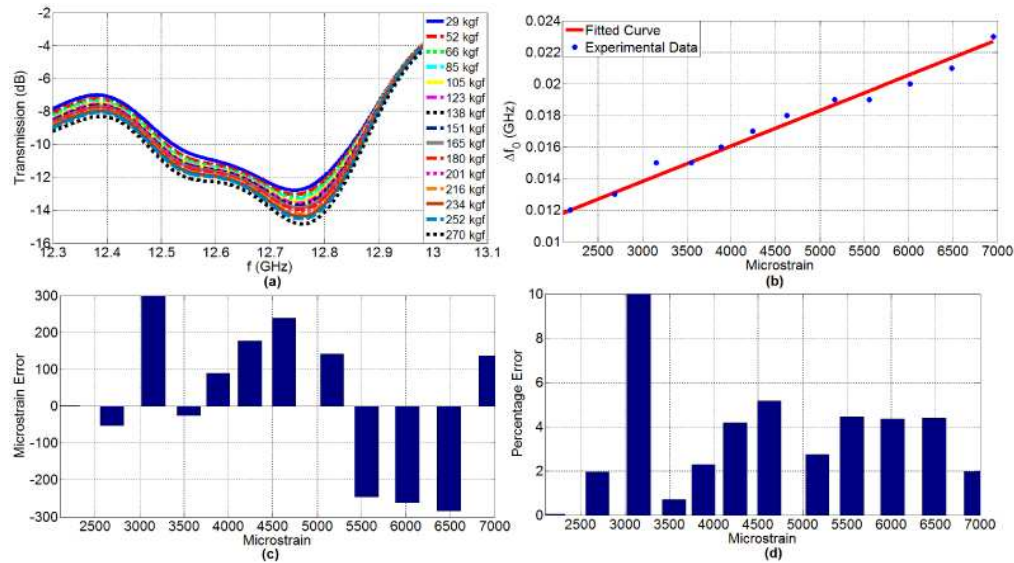 -2
-4
-6
-8
-10
-12
-14
-16
Transmission (dB)
29 kgf
52 kgf
66 kgf
85 kgf
105 kgf
123 kgf
138 kgf
151 kgf
165 kgf
180 kgf
201 kgf
216 kgf
234 kgf
252 kgf
270 kgf
12.3 12.4 12.5 12.6 12.7 12.8 12.9 13 13.1
f (GHz)
(a)
0.024
0.022
0.02
0.018
0.016
0.014
0.012
0.01
Δf0 (GHz)
Fitted Curve
Experimental Data
2500 3000 3500 4000 4500 5000 5500 6000 6500 7000
Microstrain
(b)
300
200
100
0
-100
-200
-300
Microstrain Error
2500 3000 3500 4000 4500 5000 5500 6000 6500 7000
Microstrain
(c)
10
8
6
4
2
0
Percentage Error
2500 3000 3500 4000 4500 5000 5500 6000 6500 7000
Microstrain
(d)